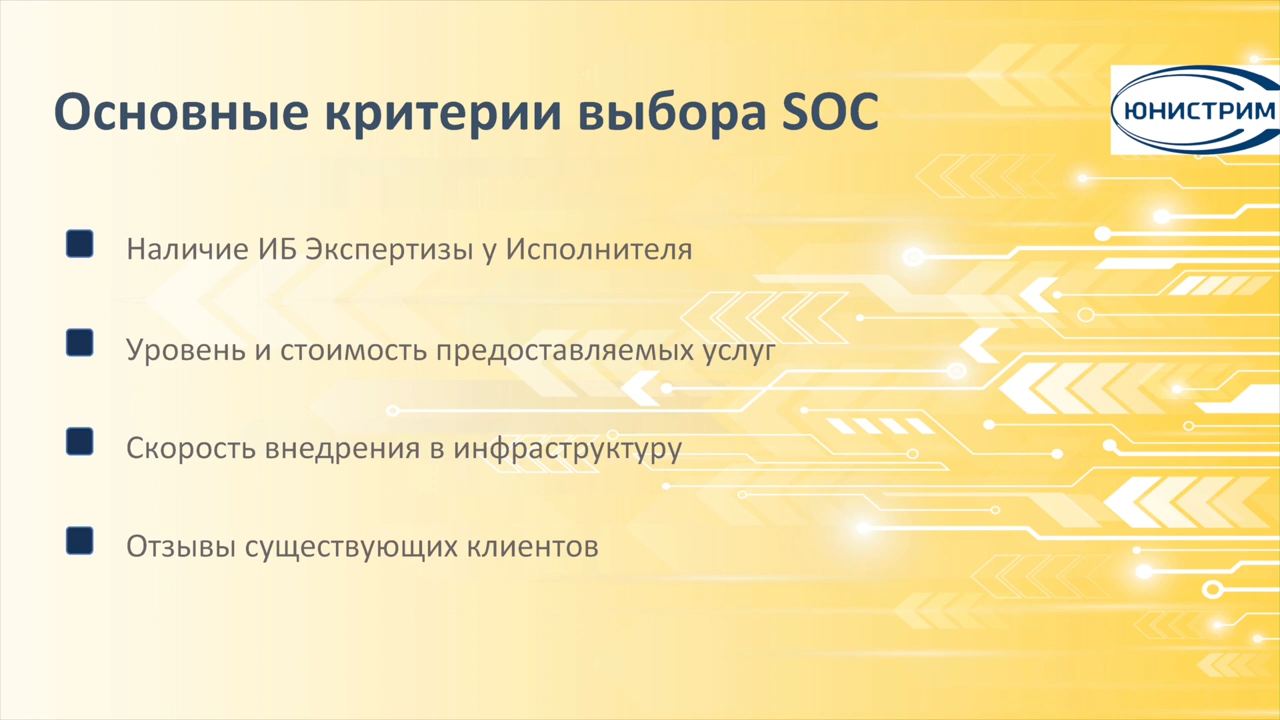 Основные критерии выбора SOC
ЮНИСТРИМ
Наличие ИБ Экспертизы у Исполнителя
Уровень и стоимость предоставляемых услуг
Скорость внедрения в инфраструктуру
Отзывы существующих клиентов